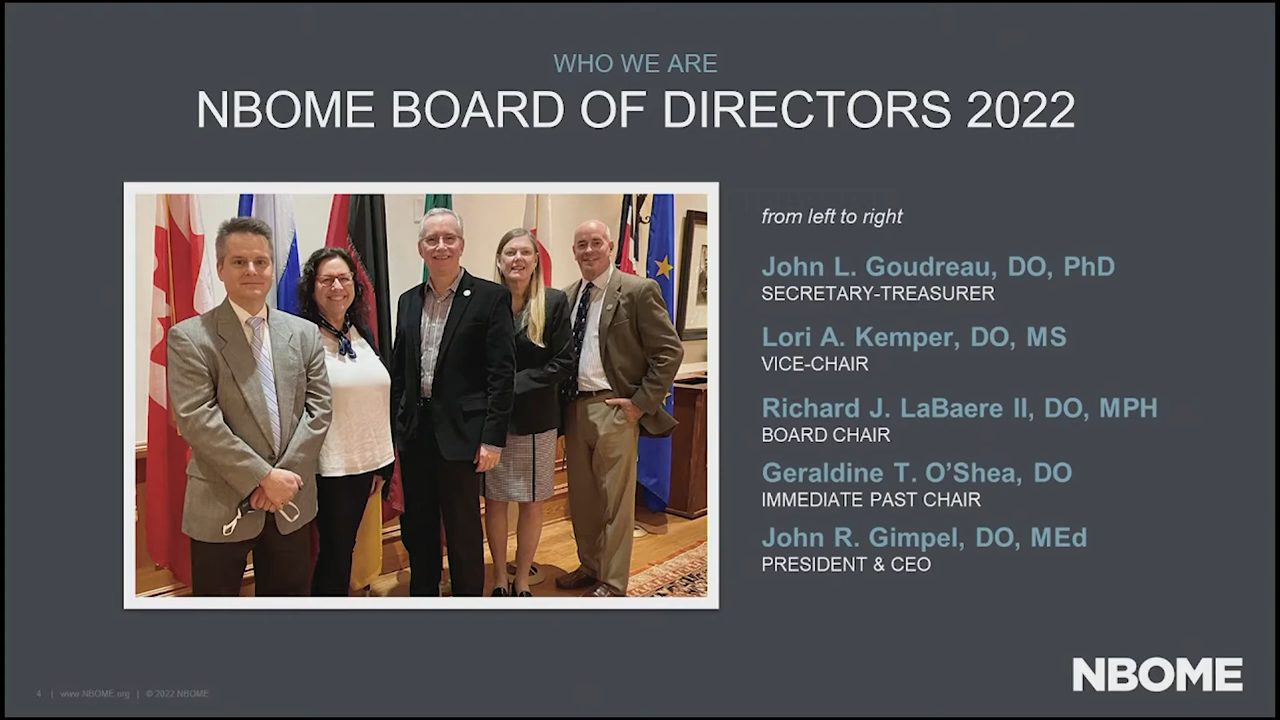 WHO WE ARE
NBOME BOARD OF DIRECTORS 2022
from left to right
John L. Goudreau, DO, PhD
SECRETARY-TREASURER
Lori A. Kemper, DO, MS
VICE-CHAIR
Richard J. LaBaere II, DO, MPH
BOARD CHAIR
Geraldine T. O’Shea, DO
IMMEDIATE PAST CHAIR
John R. Gimpel, DO, MEd
PRESIDENT & CEO
4 | www.NBOME.org | © 2022 NBOME
NBOME